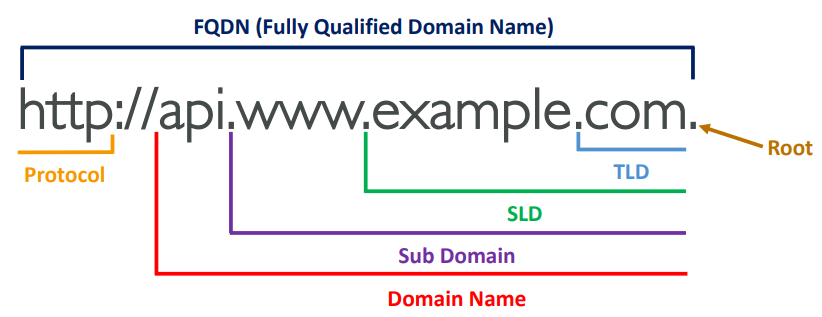 FQDN (Fully Qualified Domain Name)
http://api.www.example.com.
Root
Protocol
TLD
SLD
Sub Domain
Domain Name